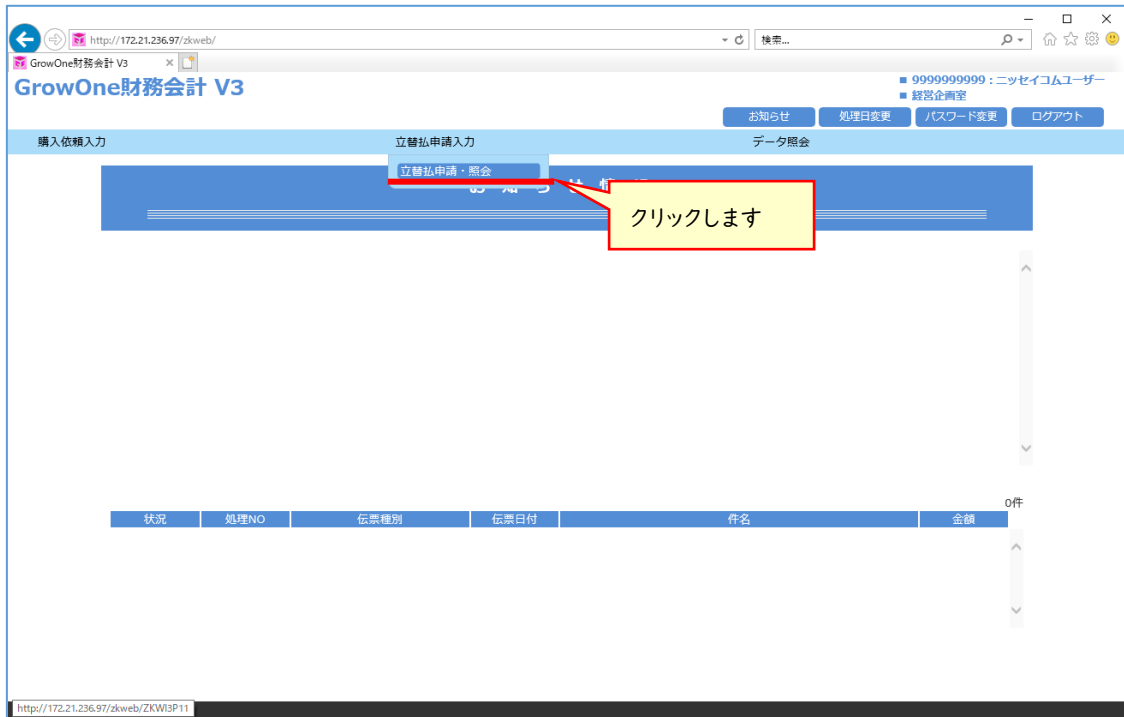 http://172.21.236.97/zkweb/
検索...
GrowOne財務会計 V3
GrowOne財務会計 V3
■ 9999999999：ニッセイコムユーザー
■ 経営企画室
お知らせ 処理日変更 パスワード変更 ログアウト
購入依頼入力 立替払申請入力 データ照会
立替払申請・照会
お 知 ら せ 情
クリックします
0件
状況 処理NO 伝票種別 伝票日付 件名 金額
http://172.21.236.97/zkweb/ZKWI3P11